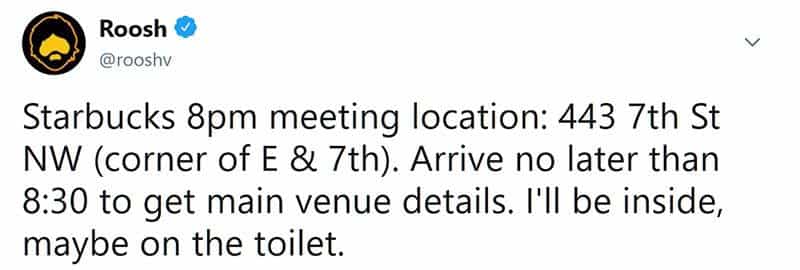 Roosh
@rooshv
Starbucks 8pm meeting location: 443 7th St
NW (corner of E & 7th). Arrive no later than
8:30 to get main venue details. I'll be inside,
maybe on the toilet.